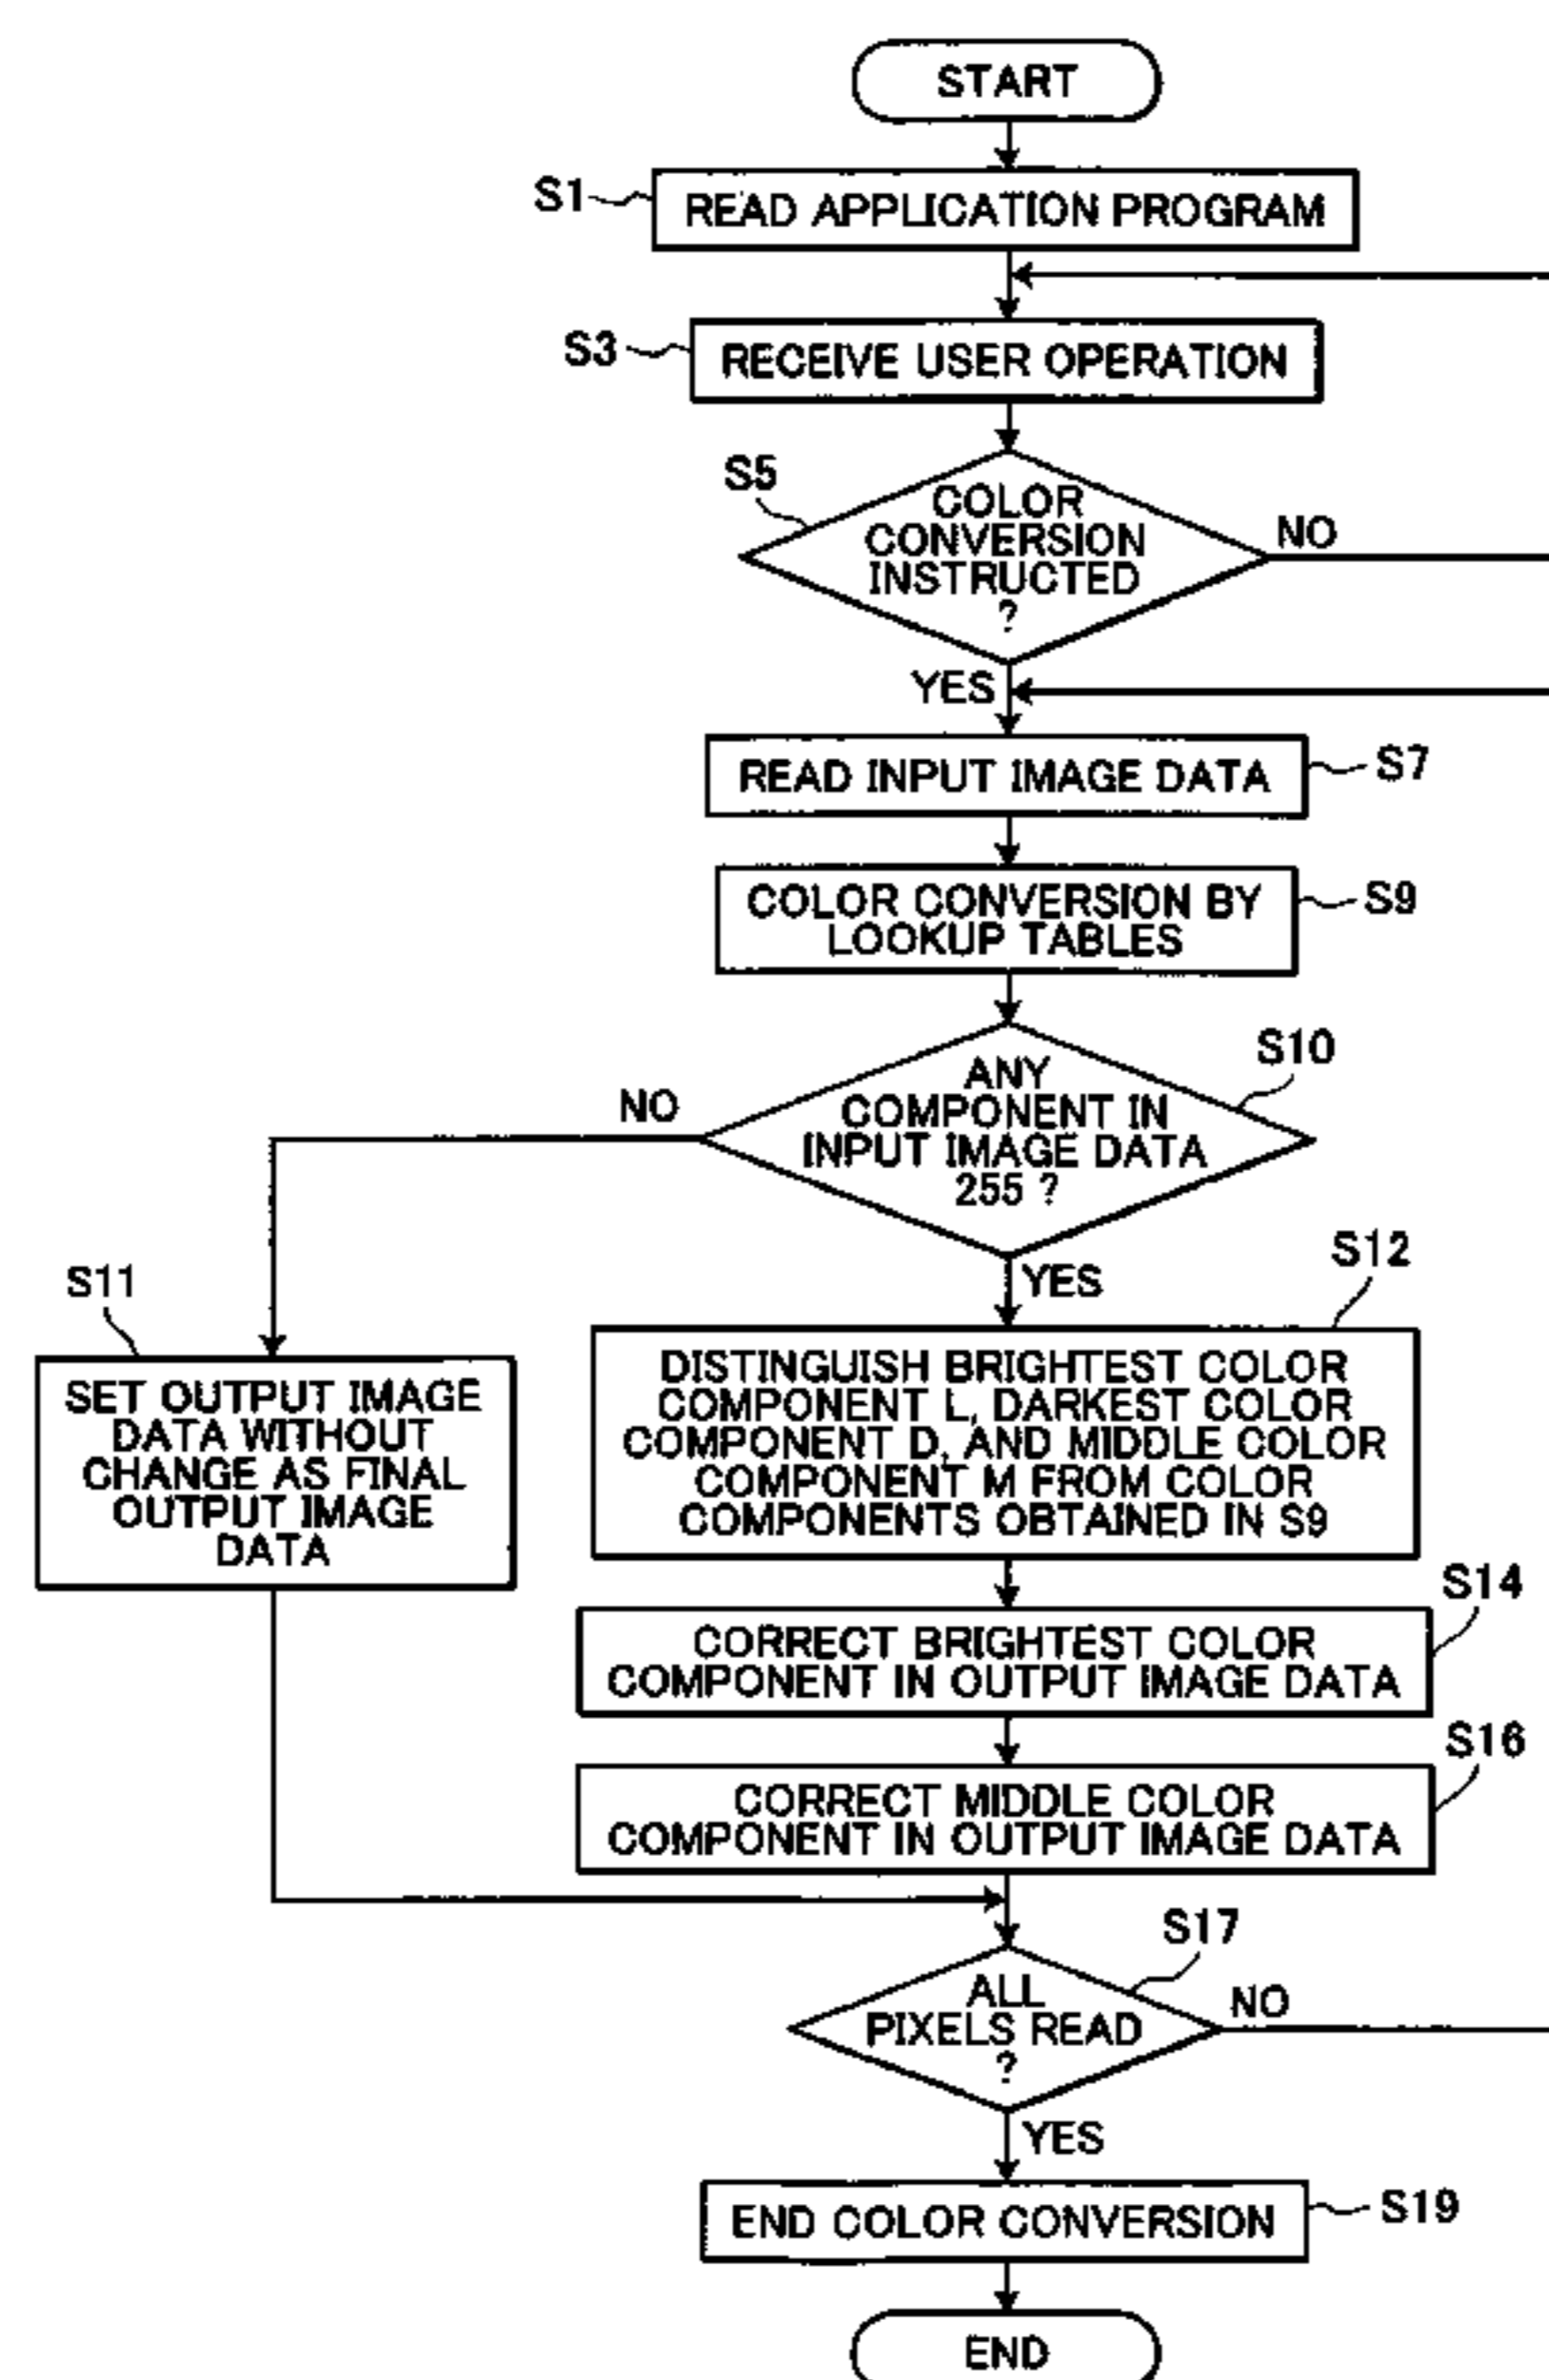 START
S1
READ APPLICATION PROGRAM
S3
RECEIVE USER OPERATION
S5
COLOR
CONVERSION
INSTRUCTED
?
NO
YES
READ INPUT IMAGE DATA
S7
COLOR CONVERSION BY
LOOKUP TABLES
S9
S10
ANY
COMPONENT IN
INPUT IMAGE DATA
255 ?
NO
YES
S11
SET OUTPUT IMAGE
DATA WITHOUT
CHANGE AS FINAL
OUTPUT IMAGE
DATA
S12
DISTINGUISH BRIGHTEST COLOR
COMPONENT L, DARKEST COLOR
COMPONENT D, AND MIDDLE COLOR
COMPONENT M FROM COLOR
COMPONENTS OBTAINED IN S9
S14
CORRECT BRIGHTEST COLOR
COMPONENT IN OUTPUT IMAGE DATA
S16
CORRECT MIDDLE COLOR
COMPONENT IN OUTPUT IMAGE DATA
S17
ALL
PIXELS READ
?
NO
YES
END COLOR CONVERSION
S19
END